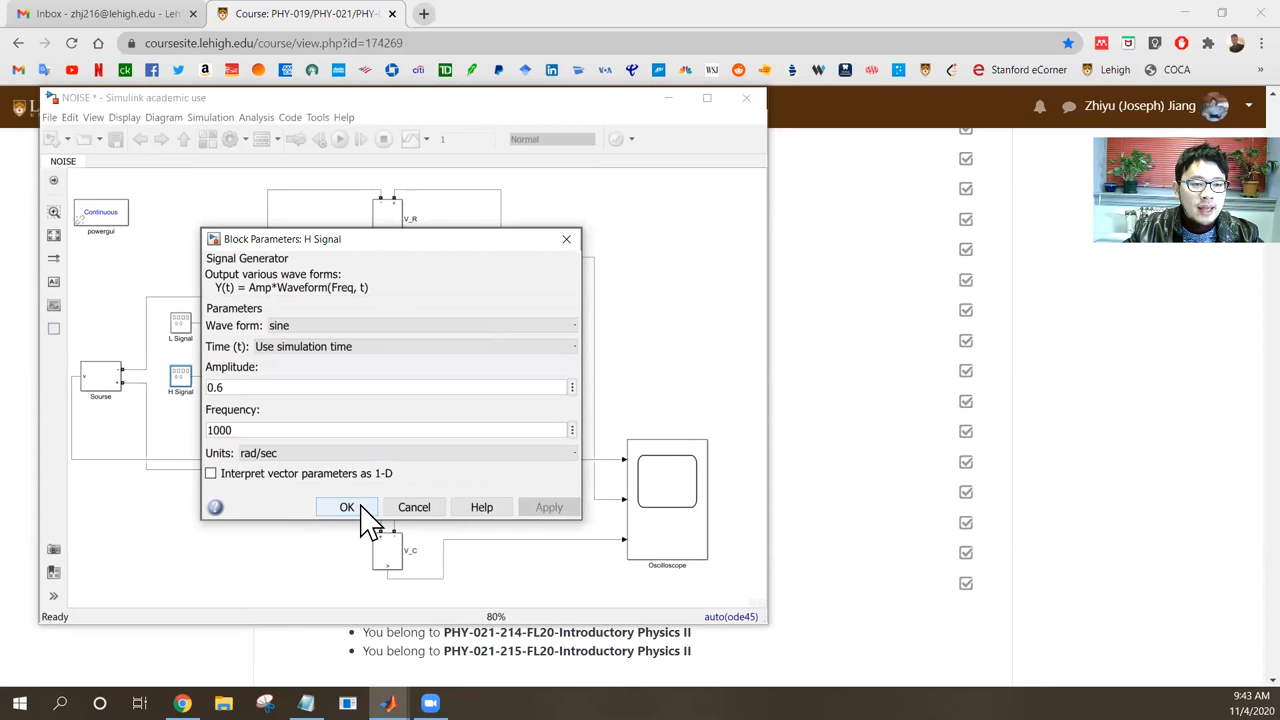 Inbox - zhj216@lehigh.edu - Leh
Course: PHY-019/PHY-021/PHY-
coursesite.lehigh.edu/course/view.php?id=174269
Stanford eCorner
Lehigh
COCA
NOISE * - Simulink academic use
Zhiyu (Joseph) Jiang
File Edit View Display Diagram Simulation Analysis Code Tools Help
1
Normal
NOISE
Continuous
powergui
V_R
Block Parameters: H Signal
Signal Generator
Output various wave forms:
Y(t) = Amp*Waveform(Freq, t)
Parameters
Wave form: sine
L Signal
Time (t): Use simulation time
Amplitude:
0.6
H Signal
Sourse
Frequency:
1000
Units: rad/sec
Interpret vector parameters as 1-D
OK
Cancel
Help
Apply
V_C
Oscilloscope
Ready
80%
auto(ode45)
You belong to PHY-021-214-FL20-Introductory Physics II
You belong to PHY-021-215-FL20-Introductory Physics II
9:43 AM
11/4/2020